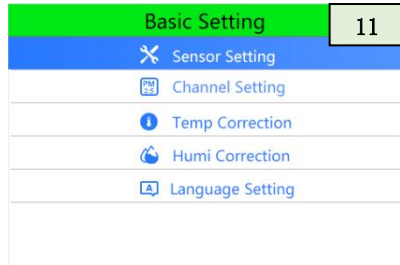 Basic Setting
11
Sensor Setting
PM
2.5
Channel Setting
Temp Correction
Humi Correction
A
Language Setting